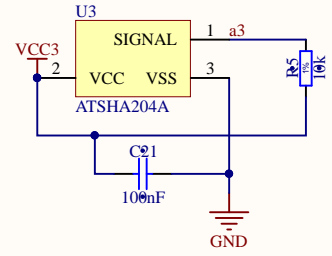 U3
SIGNAL
1
a3
VCC3
2
VCC
VSS
3
R5
1%
10k
ATSHA204A
C21
100nF
GND